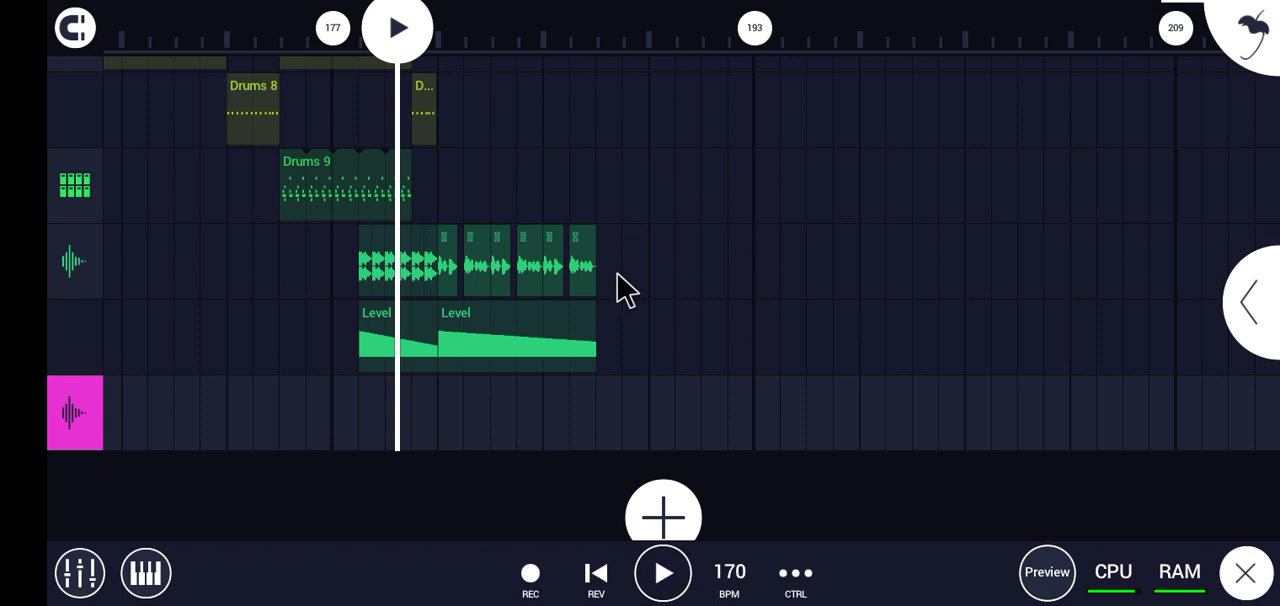 177
193
209
Drums 8
D...
Drums 9
Level
Level
Preview
CPU
RAM
170
REC
REV
BPM
CTRL